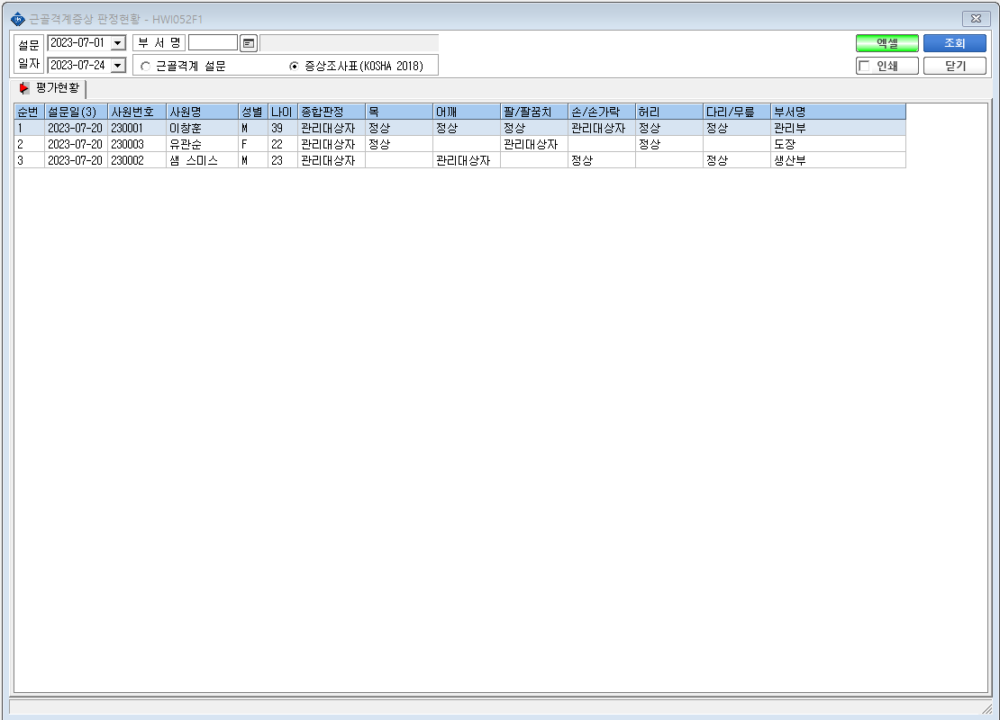 근골격계증상 판정현황 - HWI052F1
설문 2023-07-01 부 서 명 엑셀 조회
일자 2023-07-24 근골격계 설문 증상조사표(KOSHA 2018) 인쇄 닫기
평가현황
순번 설문일(3) 사원번호 사원명 성별 나이 종합판정 목 어깨 팔/팔꿈치 손/손가락 허리 다리/무릎 부서명
1 2023-07-20 230001 이창훈 M 39 관리대상자 정상 정상 정상 관리대상자 정상 정상 관리부
2 2023-07-20 230003 유관순 F 22 관리대상자 정상 관리대상자 정상 도장
3 2023-07-20 230002 샘 스미스 M 23 관리대상자 관리대상자 정상 정상 생산부